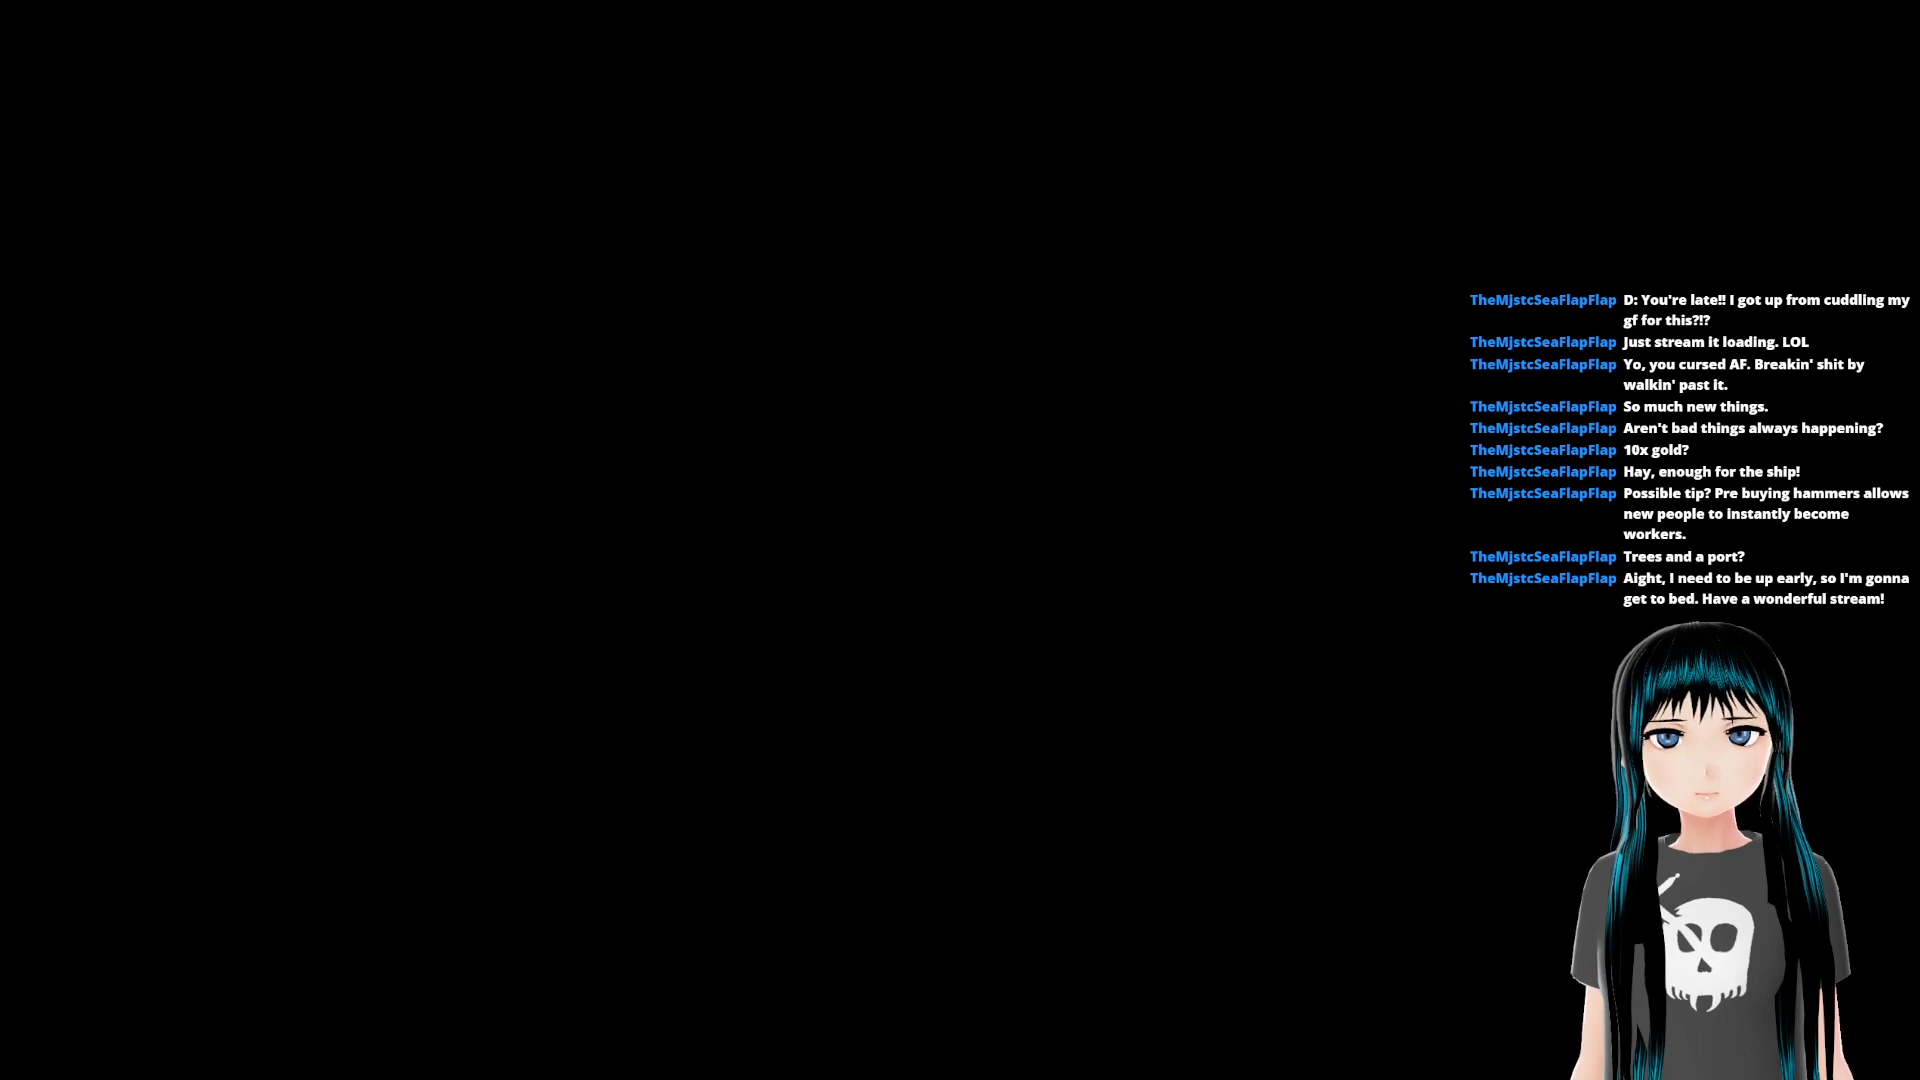 TheMjstcSeaFlapFlap D: You're late!! I got up from cuddling my
gf for this?!?
TheMjstcSeaFlapFlap Just stream it loading. LOL
TheMjstcSeaFlapFlap Yo, you cursed AF. Breakin' shit by
walkin' past it.
TheMjstcSeaFlapFlap So much new things.
TheMjstcSeaFlapFlap Aren't bad things always happening?
TheMjstcSeaFlapFlap 10x gold?
TheMjstcSeaFlapFlap Hay, enough for the ship!
TheMjstcSeaFlapFlap Possible tip? Pre buying hammers allows
new people to instantly become
workers.
TheMjstcSeaFlapFlap Trees and a port?
TheMjstcSeaFlapFlap Aight, I need to be up early, so I'm gonna
get to bed. Have a wonderful stream!